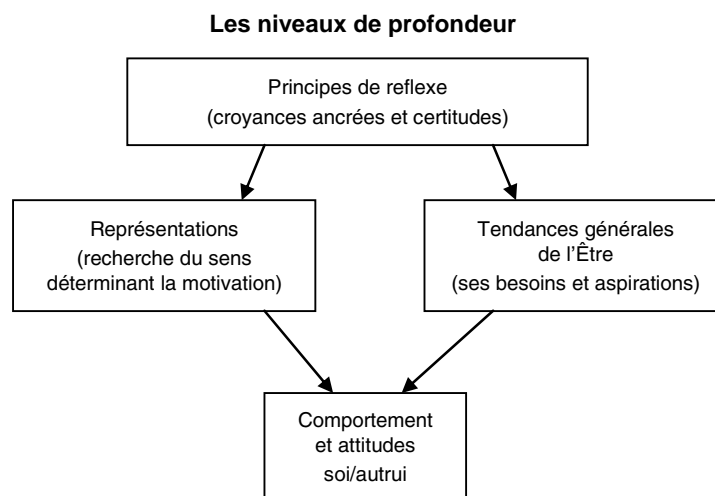 Les niveaux de profondeur
Principes de reflexe
(croyances ancrées et certitudes)
Représentations
(recherche du sens
déterminant la motivation)
Tendances générales
de l'Être
(ses besoins et aspirations)
Comportement
et attitudes
soi/autrui